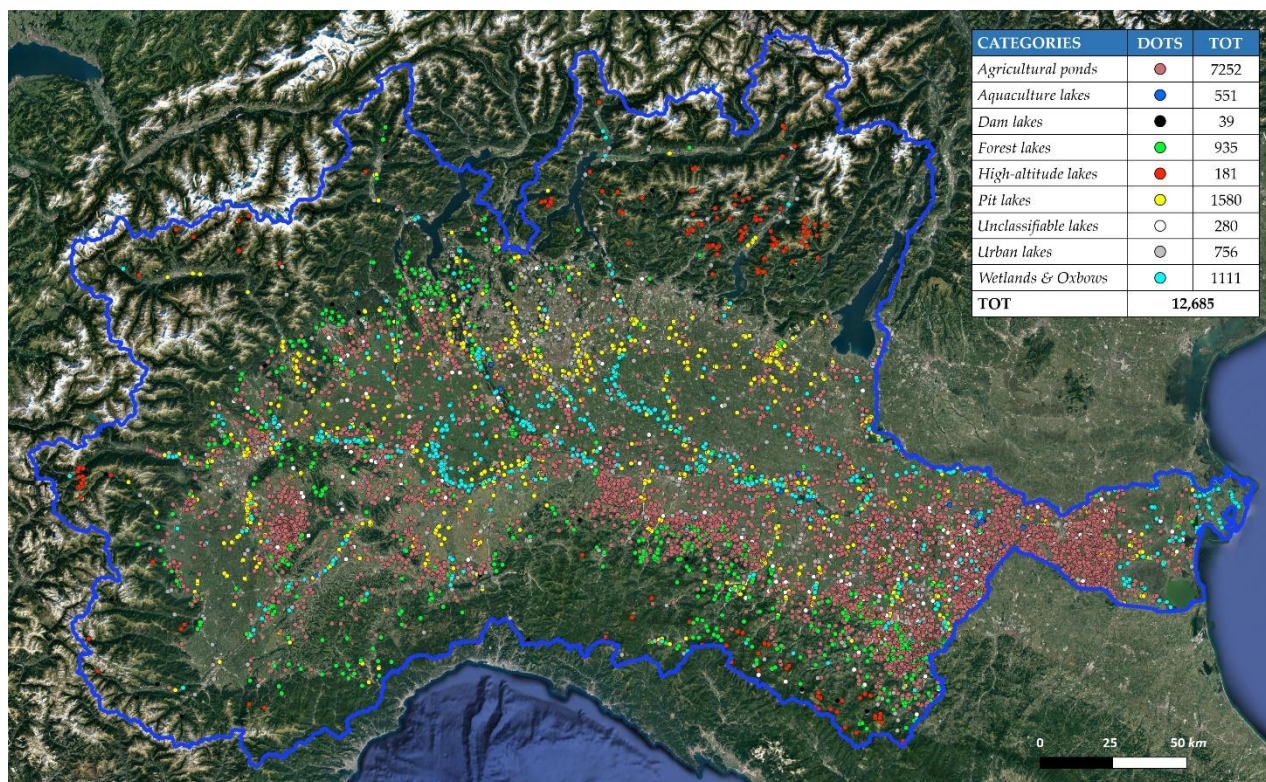 CATEGORIES DOTS TOT
Agricultural ponds 7252
Aquaculture lakes 551
Dam lakes 39
Forest lakes 935
High-altitude lakes 181
Pit lakes 1580
Unclassifiable lakes 280
Urban lakes 756
Wetlands & Oxbows 1111
TOT 12,685
0 25 50 km